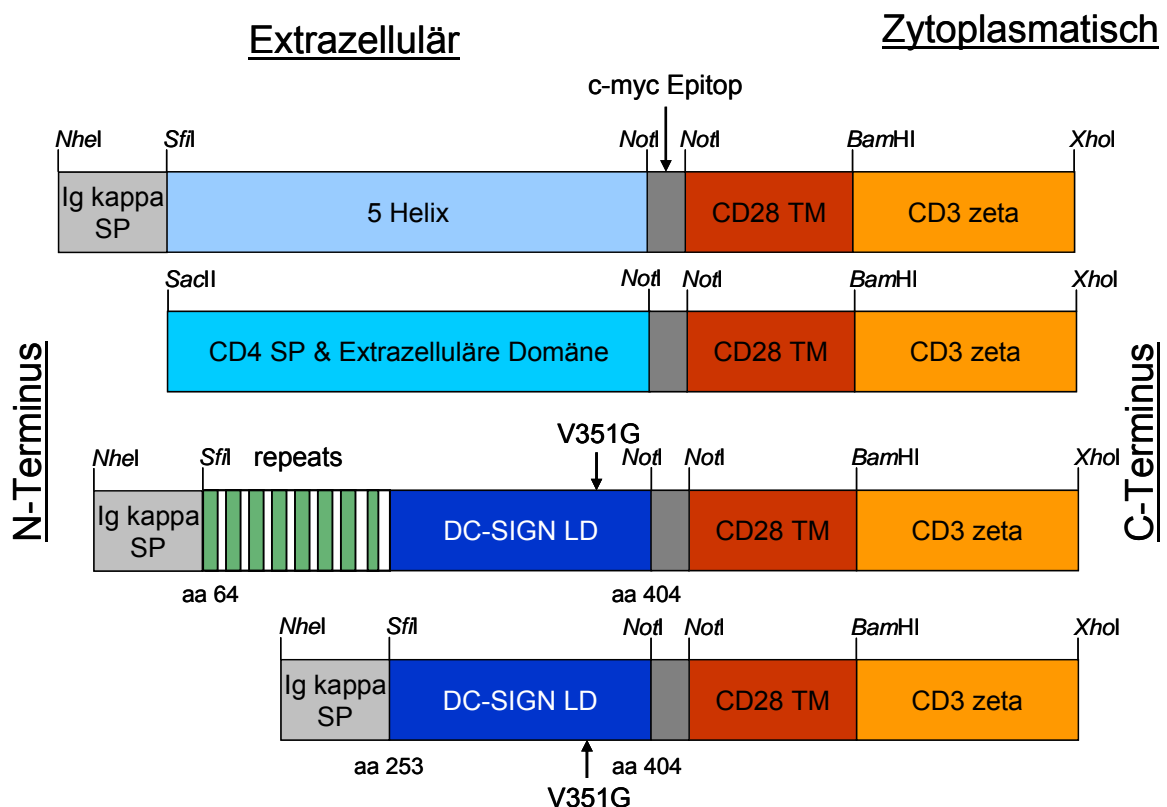 Extrazellulär
Zytoplasmatisch
c-myc Epitop
NheI SfiI NotI NotI BamHI XhoI
Ig kappa
SP
5 Helix
CD28 TM
CD3 zeta
SacII NotI NotI BamHI XhoI
CD4 SP & Extrazelluläre Domäne
CD28 TM
CD3 zeta
N-Terminus
C-Terminus
V351G
NheI SfiI repeats NotI NotI BamHI XhoI
Ig kappa
SP
DC-SIGN LD
CD28 TM
CD3 zeta
aa 64
aa 404
NheI SfiI NotI NotI BamHI XhoI
Ig kappa
SP
DC-SIGN LD
CD28 TM
CD3 zeta
aa 253
aa 404
V351G